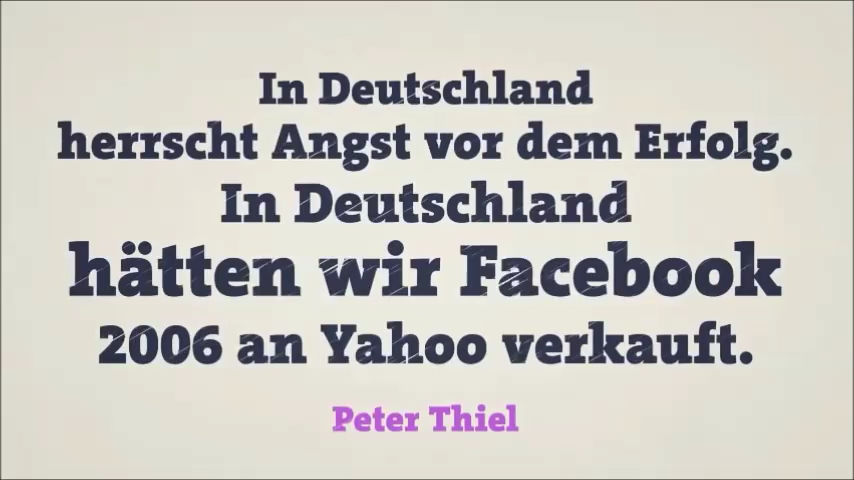 In Deutschland
herrscht Angst vor dem Erfolg.
In Deutschland
hätten wir Facebook
2006 an Yahoo verkauft.
Peter Thiel